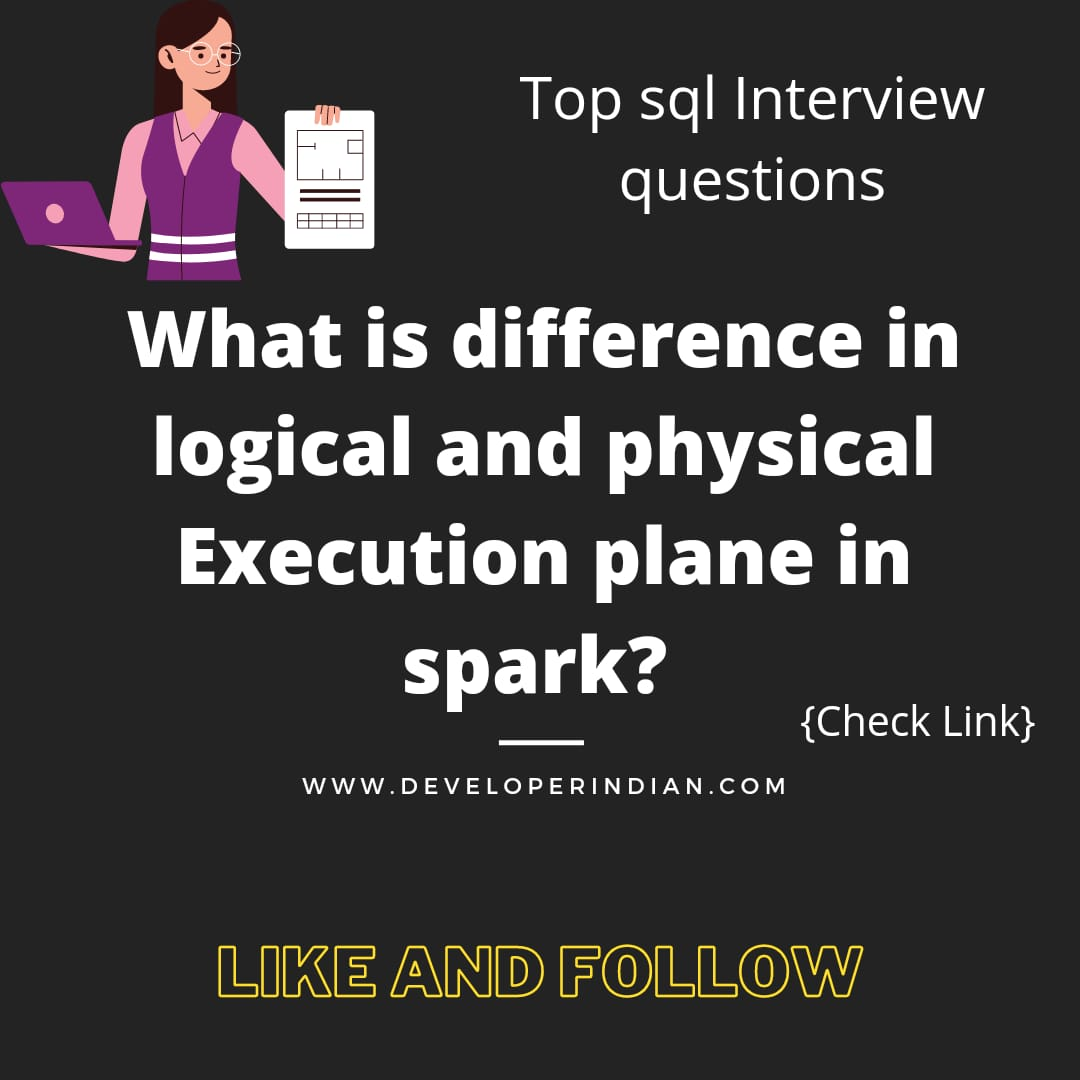 Top sql Interview
questions
What is difference in
logical and physical
Execution plane in
spark?
{Check Link}
WWW.DEVELOPERINDIAN.COM
LIKE AND FOLLOW